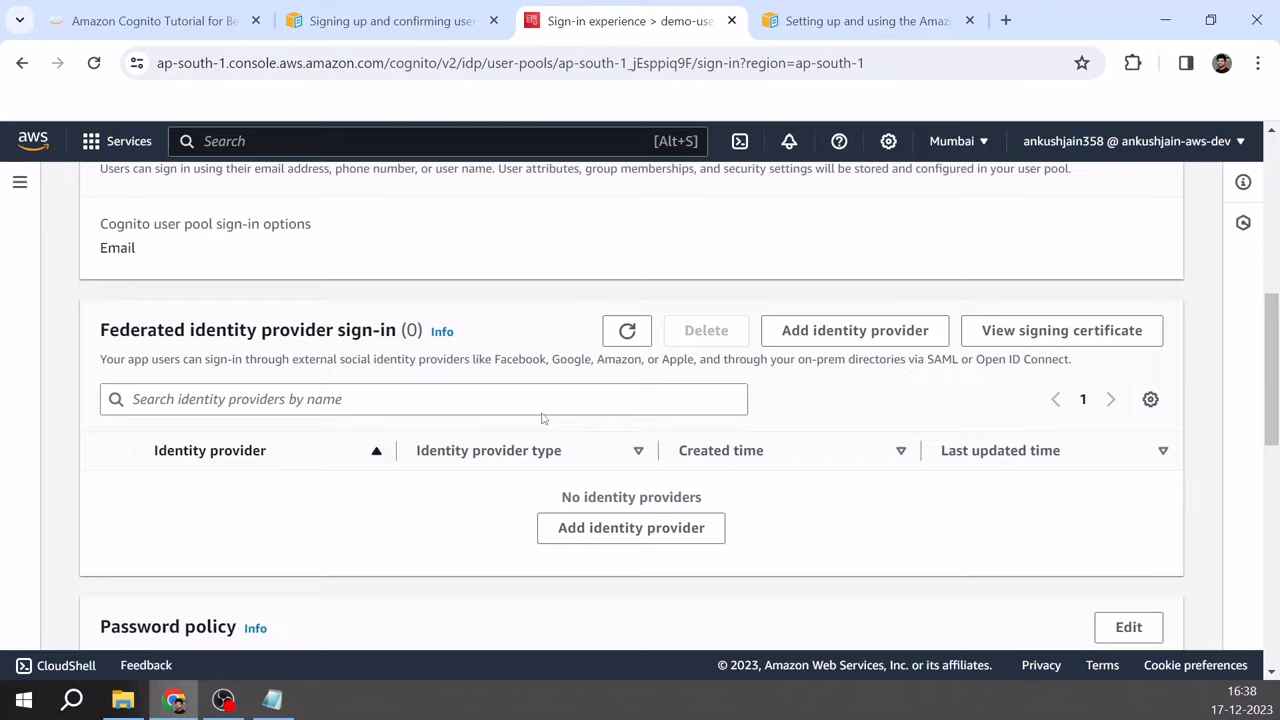 Amazon Cognito Tutorial for Be
Signing up and confirming user
Sign-in experience > demo-use
Setting up and using the Amaz
ap-south-1.console.aws.amazon.com/cognito/v2/idp/user-pools/ap-south-1_jEsppiq9F/sign-in?region=ap-south-1
aws
Services
Search
[Alt+S]
Mumbai
ankushjain358 @ ankushjain-aws-dev
Users can sign in using their email address, phone number, or user name. User attributes, group memberships, and security settings will be stored and configured in your user pool.
Cognito user pool sign-in options
Email
Federated identity provider sign-in (0) Info
Delete
Add identity provider
View signing certificate
Your app users can sign-in through external social identity providers like Facebook, Google, Amazon, or Apple, and through your on-prem directories via SAML or Open ID Connect.
Search identity providers by name
1
Identity provider
Identity provider type
Created time
Last updated time
No identity providers
Add identity provider
Password policy Info
Edit
CloudShell
Feedback
© 2023, Amazon Web Services, Inc. or its affiliates.
Privacy
Terms
Cookie preferences
16:38
17-12-2023